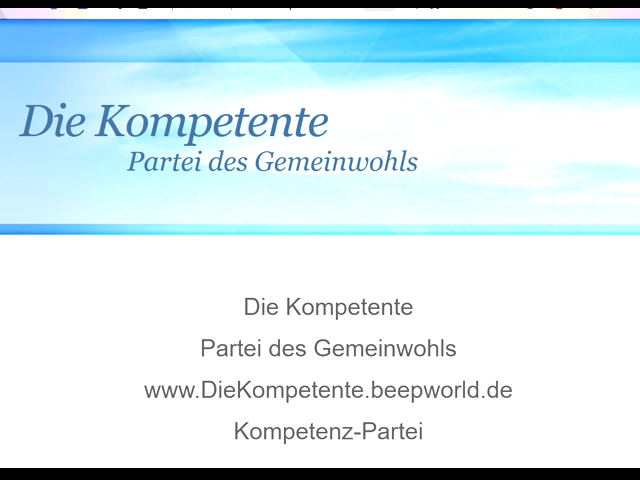 Die Kompetente
Partei des Gemeinwohls
Die Kompetente
Partei des Gemeinwohls
www.DieKompetente.beepworld.de
Kompetenz-Partei